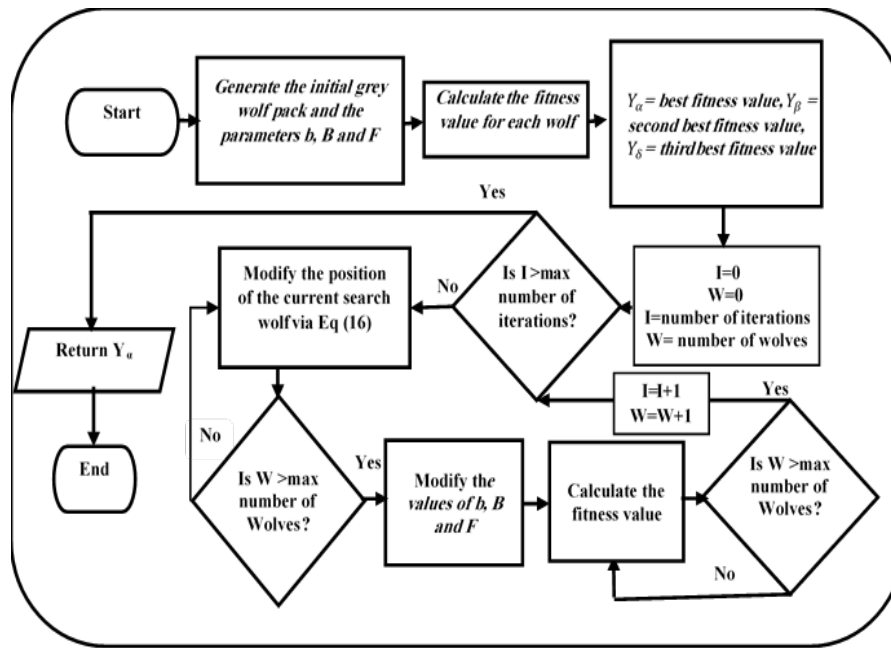 Start
Generate the initial grey
wolf pack and the
parameters b, B and F
Calculate the fitness
value for each wolf
Yα = best fitness value, Yβ =
second best fitness value,
Yδ = third best fitness value
Yes
I=0
W=0
I=number of iterations
W= number of wolves
Is I >max
number of
iterations?
No
Modify the position
of the current search
wolf via Eq (16)
Return Yα
End
No
Is W >max
number of
Wolves?
Yes
Modify the
values of b, B
and F
Calculate the
fitness value
Is W >max
number of
Wolves?
No
Yes
I=I+1
W=W+1